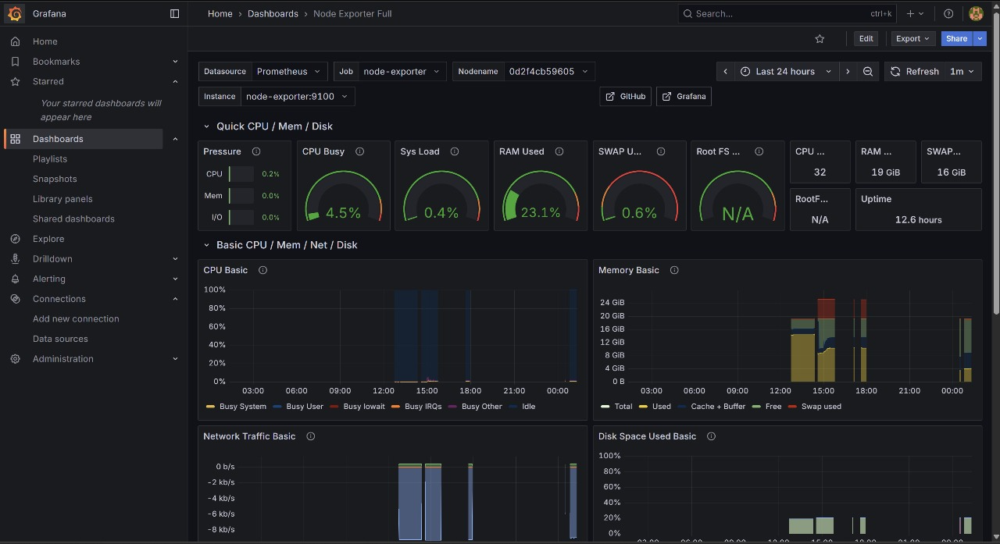 Grafana
Home › Dashboards › Node Exporter Full
Search...
ctrl+k
Home
Bookmarks
Starred
Your starred dashboards will
appear here
Dashboards
Playlists
Snapshots
Library panels
Shared dashboards
Explore
Drilldown
Alerting
Connections
Add new connection
Data sources
Administration
Edit
Export
Share
Datasource Prometheus
Job node-exporter
Nodename 0d2f4cb59605
Last 24 hours
Refresh 1m
Instance node-exporter:9100
GitHub
Grafana
Quick CPU / Mem / Disk
Pressure
CPU 0.2%
Mem 0.0%
I/O 0.0%
CPU Busy
4.5%
Sys Load
0.4%
RAM Used
23.1%
SWAP U...
0.6%
Root FS ...
N/A
CPU ...
32
RAM ...
19 GiB
SWAP...
16 GiB
RootF...
N/A
Uptime
12.6 hours
Basic CPU / Mem / Net / Disk
CPU Basic
100%
80%
60%
40%
20%
0%
03:00 06:00 09:00 12:00 15:00 18:00 21:00 00:00
Busy System Busy User Busy Iowait Busy IRQs Busy Other Idle
Memory Basic
24 GiB
20 GiB
16 GiB
12 GiB
8 GiB
4 GiB
0 B
03:00 06:00 09:00 12:00 15:00 18:00 21:00 00:00
Total Used Cache + Buffer Free Swap used
Network Traffic Basic
0 b/s
-2 kb/s
-4 kb/s
-6 kb/s
-8 kb/s
Disk Space Used Basic
100%
80%
60%
40%
20%
0%